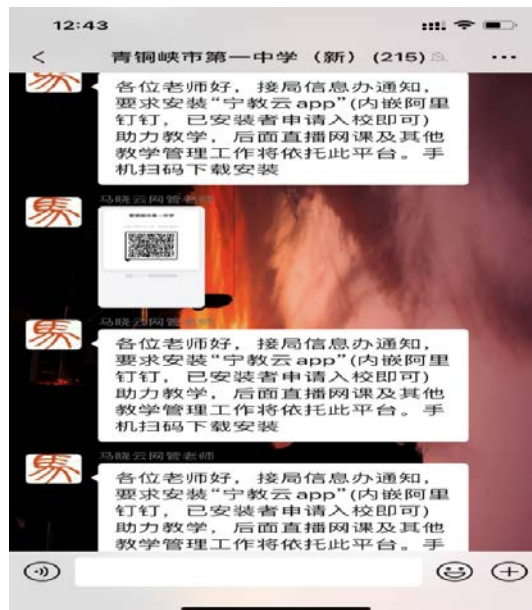 12:43
青铜峡市第一中学（新）(215)
各位老师好，接局信息办通知，
要求安装“宁教云app”(内嵌阿里
钉钉，已安装者申请入校即可)
助力教学，后面直播网课及其他
教学管理工作将依托此平台。手
机扫码下载安装
马晓云网管老师
青铜峡市第一中学
马晓云网管老师
各位老师好，接局信息办通知，
要求安装“宁教云app”(内嵌阿里
钉钉，已安装者申请入校即可)
助力教学，后面直播网课及其他
教学管理工作将依托此平台。手
机扫码下载安装
马晓云网管老师
各位老师好，接局信息办通知，
要求安装“宁教云app”(内嵌阿里
钉钉，已安装者申请入校即可)
助力教学，后面直播网课及其他
教学管理工作将依托此平台。手